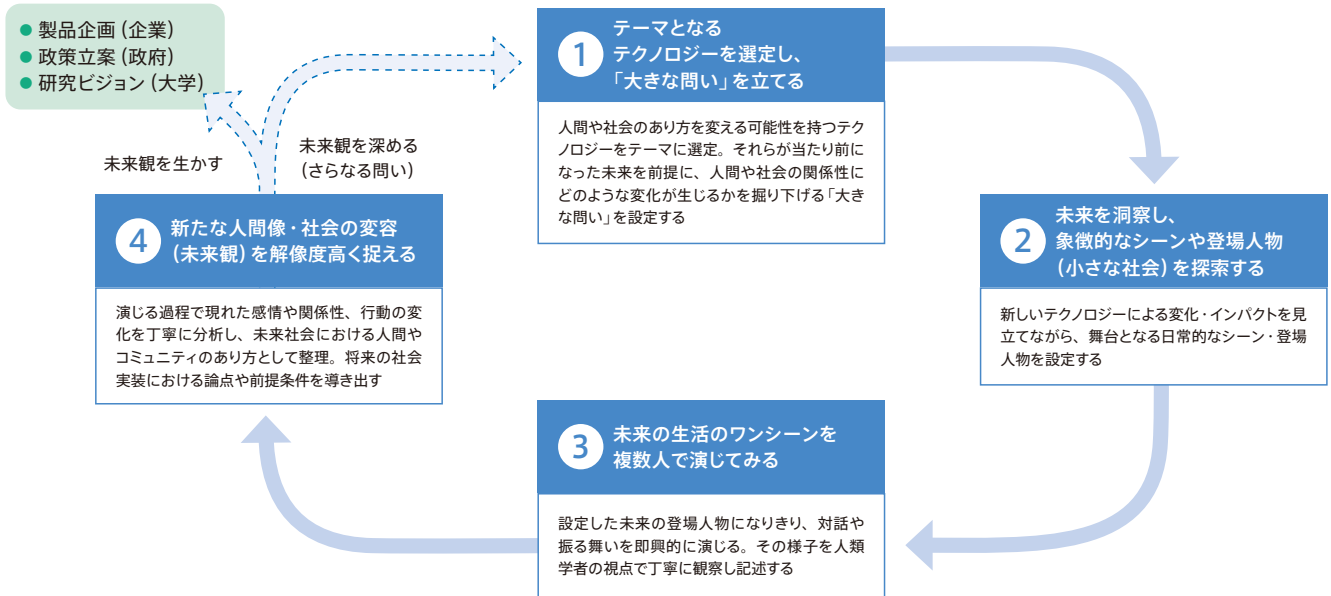 ● 製品企画（企業）
● 政策立案（政府）
● 研究ビジョン（大学）
未来観を生かす
未来観を深める
（さらなる問い）
1
テーマとなる
テクノロジーを選定し、
「大きな問い」を立てる
人間や社会のあり方を変える可能性を持つテク
ノロジーをテーマに選定。それらが当たり前に
なった未来を前提に、人間や社会の関係性に
どのような変化が生じるかを掘り下げる「大き
な問い」を設定する
2
未来を洞察し、
象徴的なシーンや登場人物
（小さな社会）を探索する
新しいテクノロジーによる変化・インパクトを見
立てながら、舞台となる日常的なシーン・登場
人物を設定する
3
未来の生活のワンシーンを
複数人で演じてみる
設定した未来の登場人物になりきり、対話や
振る舞いを即興的に演じる。その様子を人類
学者の視点で丁寧に観察し記述する
4
新たな人間像・社会の変容
（未来観）を解像度高く捉える
演じる過程で現れた感情や関係性、行動の変
化を丁寧に分析し、未来社会における人間や
コミュニティのあり方として整理。将来の社会
実装における論点や前提条件を導き出す